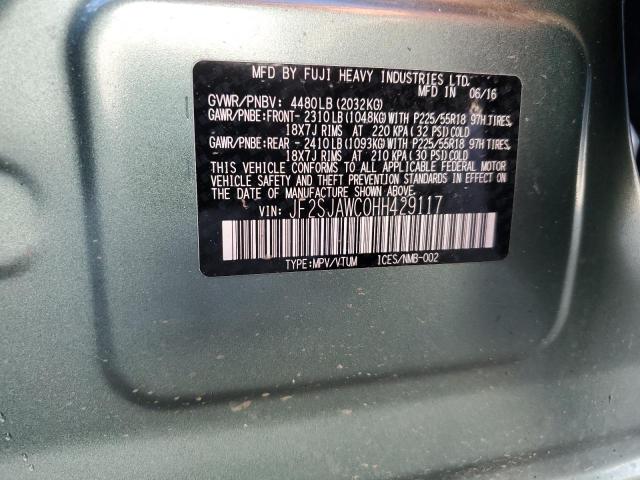 MFD BY FUJI HEAVY INDUSTRIES LTD.
MFD IN 06/16
GVWR/PNBV: 4480LB(2032KG)
GAWR/PNBE:FRONT- 2310LB(1048KG)WITH P225/55R18 97H TIRES,
18X7J RIMS AT 220 KPA(32 PSI)COLD
GAWR/PNBE:REAR - 2410LB(1093KG)WITH P225/55R18 97H TIRES,
18X7J RIMS AT 210 KPA(30 PSI)COLD
THIS VEHICLE CONFORMS TO ALL APPLICABLE FEDERAL MOTOR
VEHICLE SAFETY AND THEFT PREVENTION STANDARDS IN EFFECT ON
THE DATE OF MANUFACTURE SHOWN ABOVE.
VIN: JF2SJAWC0HH429117
TYPE:MPV/VTUM ICES/NMB-002